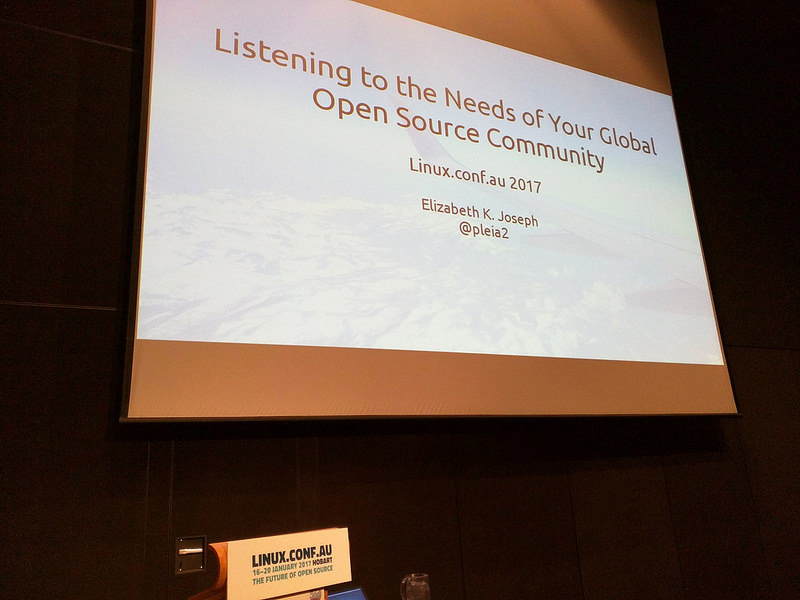 Listening to the Needs of Your Global
Open Source Community
Linux.conf.au 2017
Elizabeth K. Joseph
@pleia2
LINUX.CONF.AU
16–20 JANUARY 2017 HOBART
THE FUTURE OF OPEN SOURCE